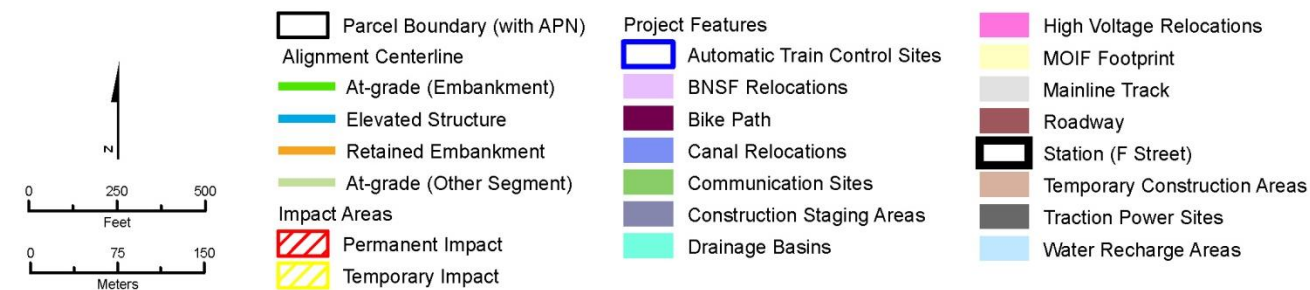 N
0 250 500
Feet
0 75 150
Meters
Parcel Boundary (with APN)
Alignment Centerline
At-grade (Embankment)
Elevated Structure
Retained Embankment
At-grade (Other Segment)
Impact Areas
Permanent Impact
Temporary Impact
Project Features
Automatic Train Control Sites
BNSF Relocations
Bike Path
Canal Relocations
Communication Sites
Construction Staging Areas
Drainage Basins
High Voltage Relocations
MOIF Footprint
Mainline Track
Roadway
Station (F Street)
Temporary Construction Areas
Traction Power Sites
Water Recharge Areas